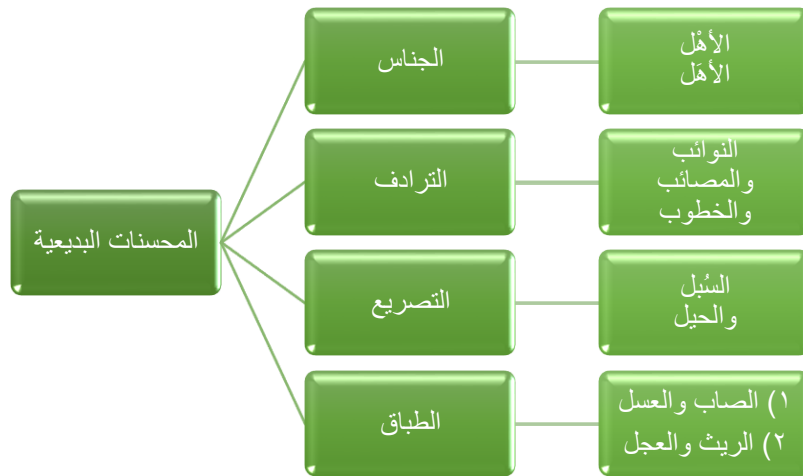 المحسنات البديعية
الجناس
الأهْل
الأهَل
الترادف
النوائب
والمصائب
والخطوب
التصريع
السُبل
والحيل
الطباق
١) الصاب والعسل
٢) الريث والعجل